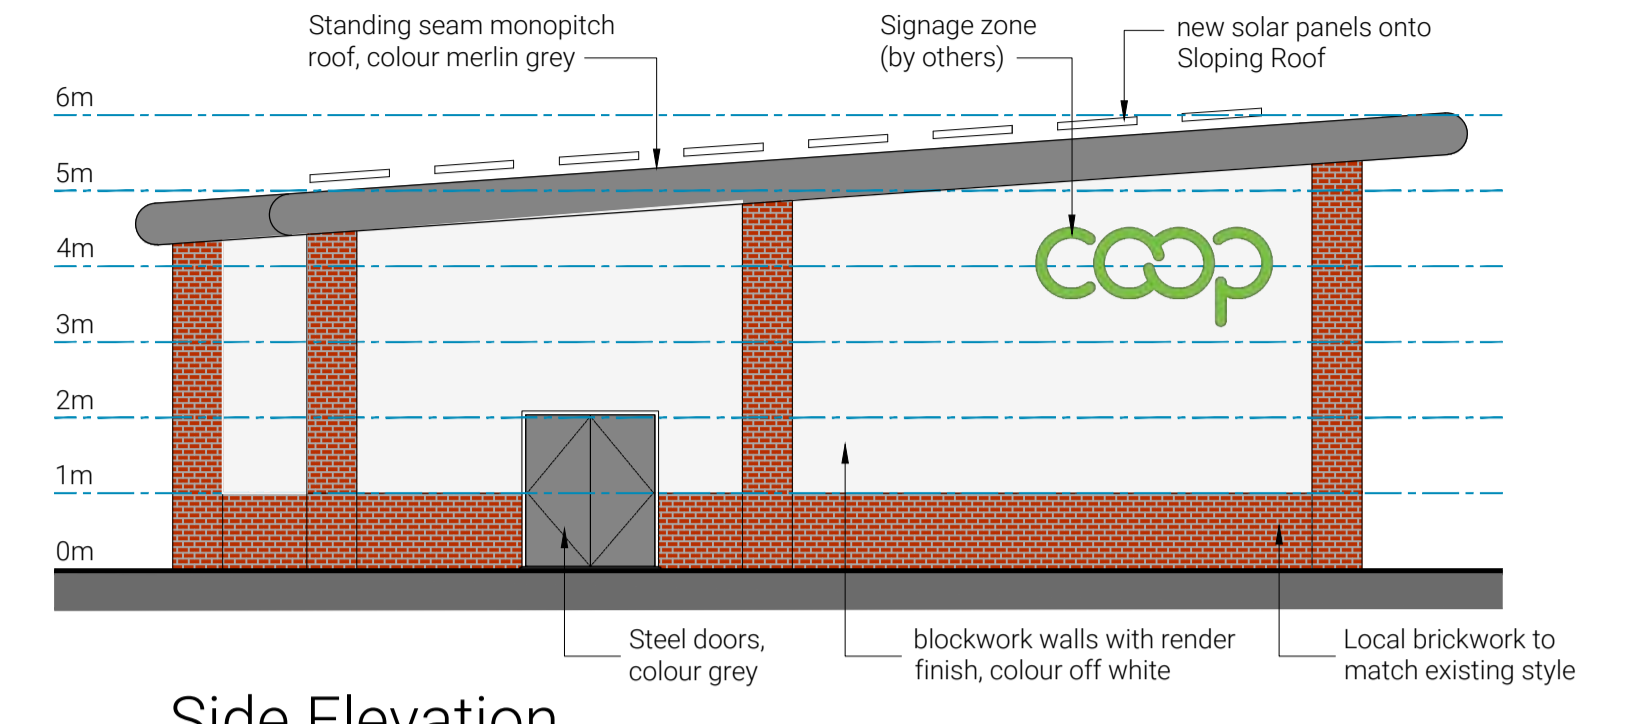 Standing seam monopitch
roof, colour merlin grey
Signage zone
(by others)
new solar panels onto
Sloping Roof
6m
5m
4m
3m
2m
1m
0m
coop
Steel doors,
colour grey
blockwork walls with render
finish, colour off white
Local brickwork to
match existing style
Side Elevation